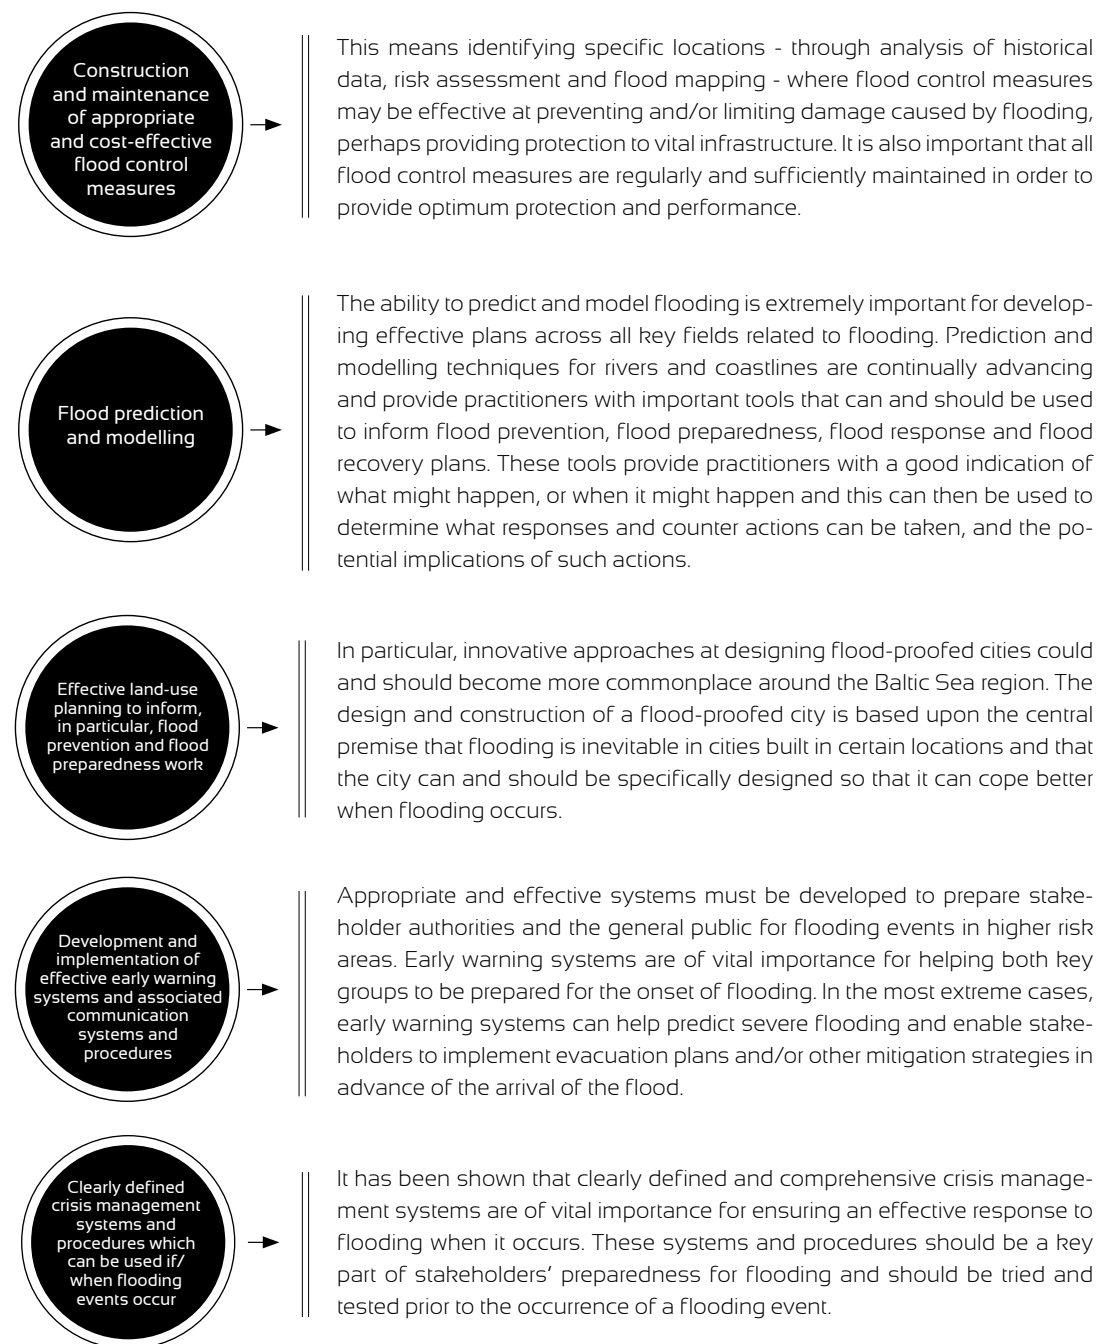 Construction
and maintenance
of appropriate
and cost-effective
flood control
measures
This means identifying specific locations - through analysis of historical
data, risk assessment and flood mapping - where flood control measures
may be effective at preventing and/or limiting damage caused by flooding,
perhaps providing protection to vital infrastructure. It is also important that all
flood control measures are regularly and sufficiently maintained in order to
provide optimum protection and performance.
Flood prediction
and modelling
The ability to predict and model flooding is extremely important for develop-
ing effective plans across all key fields related to flooding. Prediction and
modelling techniques for rivers and coastlines are continually advancing
and provide practitioners with important tools that can and should be used
to inform flood prevention, flood preparedness, flood response and flood
recovery plans. These tools provide practitioners with a good indication of
what might happen, or when it might happen and this can then be used to
determine what responses and counter actions can be taken, and the po-
tential implications of such actions.
Effective land-use
planning to inform,
in particular, flood
prevention and flood
preparedness work
In particular, innovative approaches at designing flood-proofed cities could
and should become more commonplace around the Baltic Sea region. The
design and construction of a flood-proofed city is based upon the central
premise that flooding is inevitable in cities built in certain locations and that
the city can and should be specifically designed so that it can cope better
when flooding occurs.
Development and
implementation of
effective early warning
systems and associated
communication
systems and
procedures
Appropriate and effective systems must be developed to prepare stake-
holder authorities and the general public for flooding events in higher risk
areas. Early warning systems are of vital importance for helping both key
groups to be prepared for the onset of flooding. In the most extreme cases,
early warning systems can help predict severe flooding and enable stake-
holders to implement evacuation plans and/or other mitigation strategies in
advance of the arrival of the flood.
Clearly defined
crisis management
systems and
procedures which
can be used if/
when flooding
events occur
It has been shown that clearly defined and comprehensive crisis manage-
ment systems are of vital importance for ensuring an effective response to
flooding when it occurs. These systems and procedures should be a key
part of stakeholders' preparedness for flooding and should be tried and
tested prior to the occurrence of a flooding event.